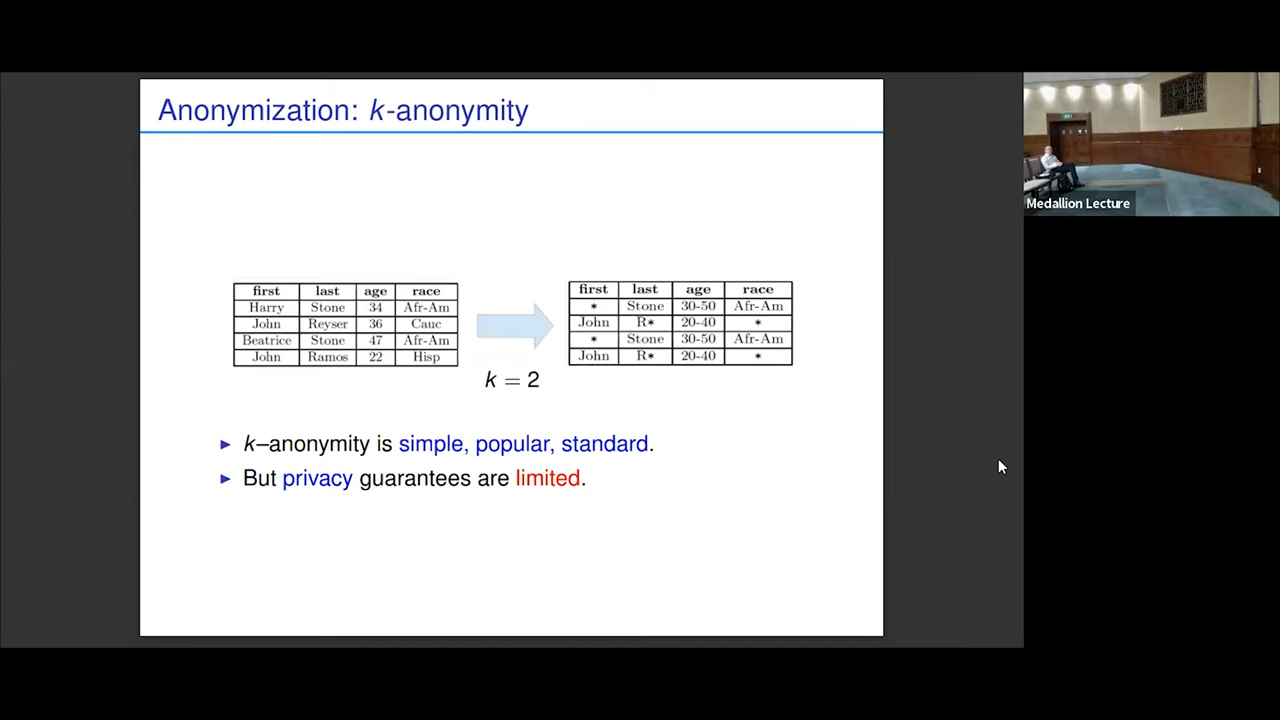 Anonymization: k-anonymity
first last age race
Harry Stone 34 Afr-Am
John Reyser 36 Cauc
Beatrice Stone 47 Afr-Am
John Ramos 22 Hisp
k = 2
first last age race
* Stone 30-50 Afr-Am
John R* 20-40 *
* Stone 30-50 Afr-Am
John R* 20-40 *
► k–anonymity is simple, popular, standard.
► But privacy guarantees are limited.
Medallion Lecture